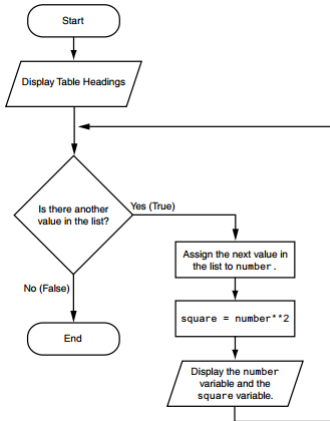 Start
Display Table Headings
Is there another
value in the list?
Yes (True)
Assign the next value in
the list to number.
square = number**2
Display the number
variable and the
square variable.
No (False)
End